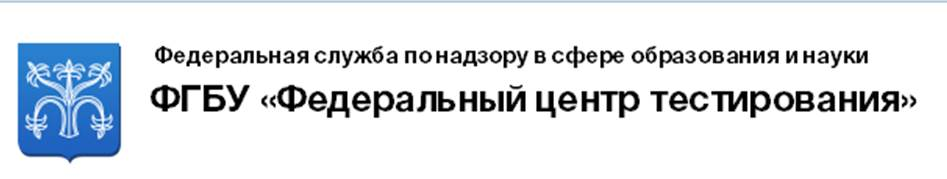 Федеральная служба по надзору в сфере образования и науки
ФГБУ «Федеральный центр тестирования»